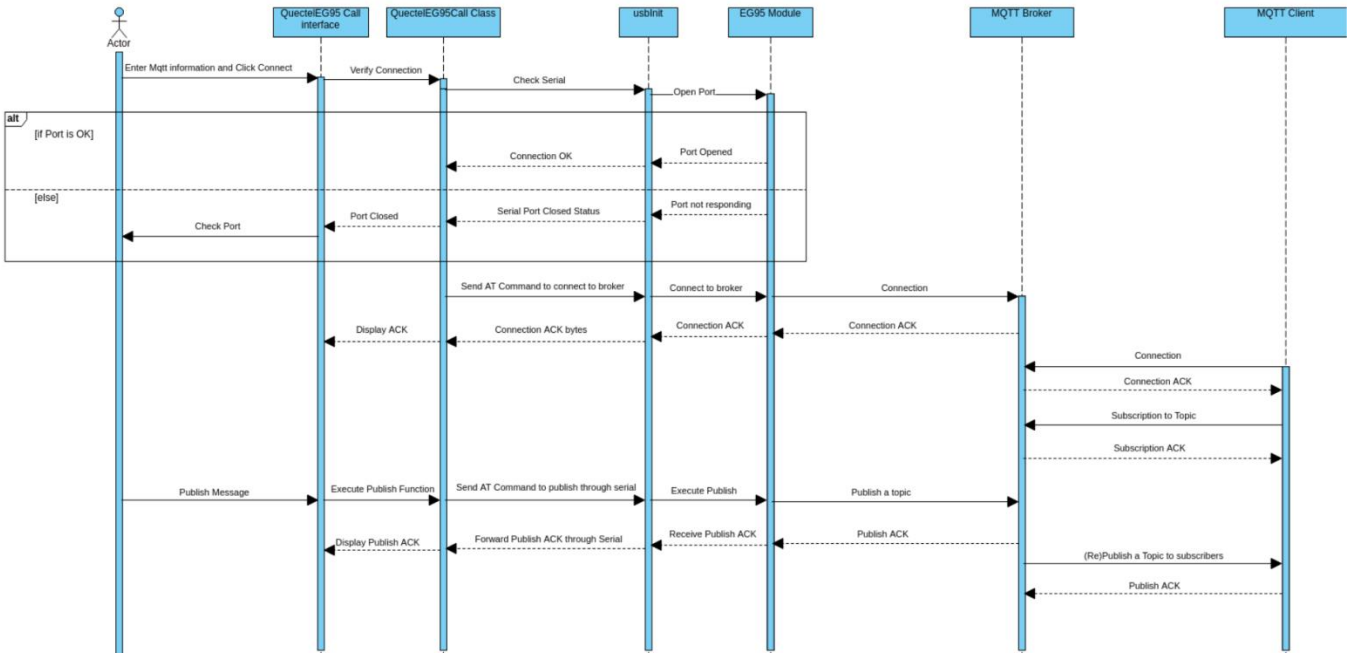 QuectelEG95 Call
interface
QuectelEG95Call Class
usbInit
EG95 Module
MQTT Broker
MQTT Client
Actor
Enter Mqtt information and Click Connect
Verify Connection
Check Serial
Open Port
alt
[if Port is OK]
Connection OK
Port Opened
[else]
Check Port
Port Closed
Serial Port Closed Status
Port not responding
Send AT Command to connect to broker
Connect to broker
Connection
Display ACK
Connection ACK bytes
Connection ACK
Connection ACK
Connection
Connection ACK
Subscription to Topic
Subscription ACK
Publish Message
Execute Publish Function
Send AT Command to publish through serial
Execute Publish
Publish a topic
Display Publish ACK
Forward Publish ACK through Serial
Receive Publish ACK
Publish ACK
(Re)Publish a Topic to subscribers
Publish ACK